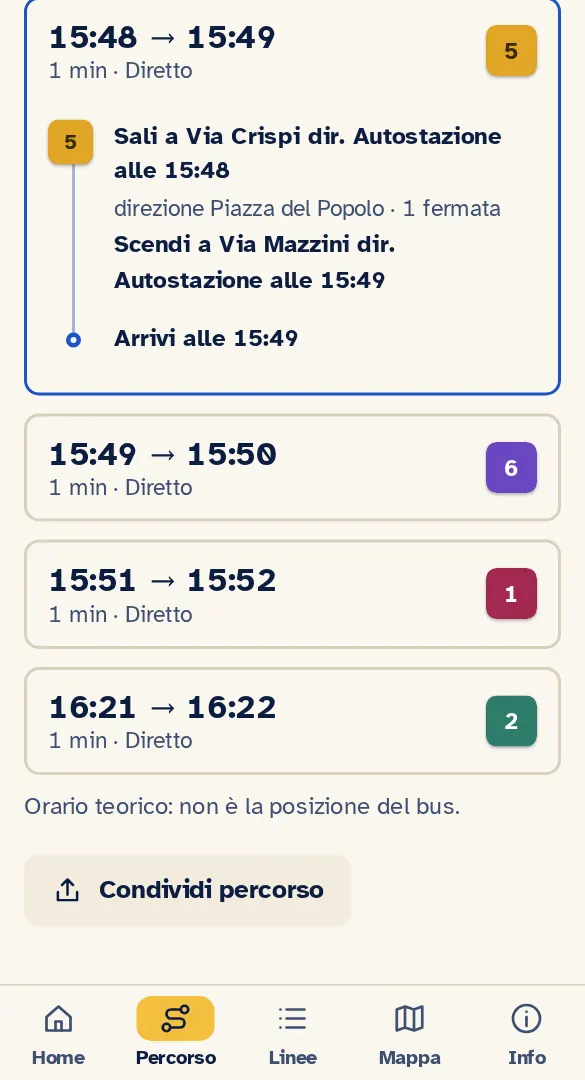 15:48 → 15:49
5
1 min · Diretto
5
Sali a Via Crispi dir. Autostazione
alle 15:48
direzione Piazza del Popolo · 1 fermata
Scendi a Via Mazzini dir.
Autostazione alle 15:49
Arrivi alle 15:49
15:49 → 15:50
6
1 min · Diretto
15:51 → 15:52
1
1 min · Diretto
16:21 → 16:22
2
1 min · Diretto
Orario teorico: non è la posizione del bus.
Condividi percorso
Home Percorso Linee Mappa Info